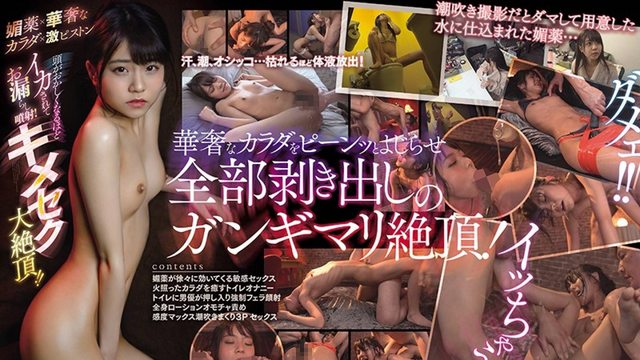 媚薬×華奢な
カラダ×激ピストン
頭がおかしくなるほど
イカされて
お漏らし噴射!
キメセク
大絶頂!!
汗、潮、オシッコ…枯れるほど体液放出!
潮吹き撮影だとダマして用意した
水に仕込まれた媚薬…
ダメェ!!
華奢なカラダをピーンッとよじらせ
全部剥き出しの
ガンギマリ絶頂!
イッちゃ
contents
媚薬が徐々に効いてくる敏感セックス
火照ったカラダを癒すトイレオナニー
トイレに男優が押し入り強制フェラ顔射
全身ローションオモチャ責め
感度マックス潮吹きまくり3Pセックス